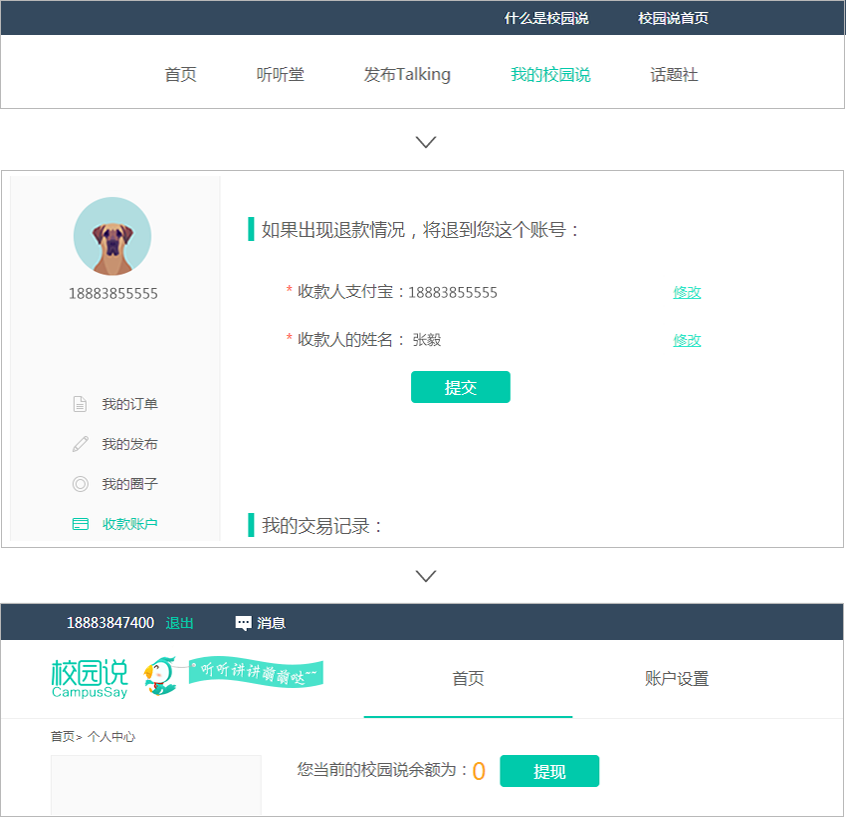 什么是校园说 校园说首页
首页 听听堂 发布Talking 我的校园说 话题社
如果出现退款情况，将退到您这个账号：
18883855555
* 收款人支付宝：18883855555 修改
* 收款人的姓名： 张毅 修改
提交
我的订单
我的发布
我的圈子
收款账户
我的交易记录：
18883847400 退出 消息
校园说
CampusSay
听听讲讲萌萌哒~~
首页 账户设置
首页> 个人中心
您当前的校园说余额为：0 提现